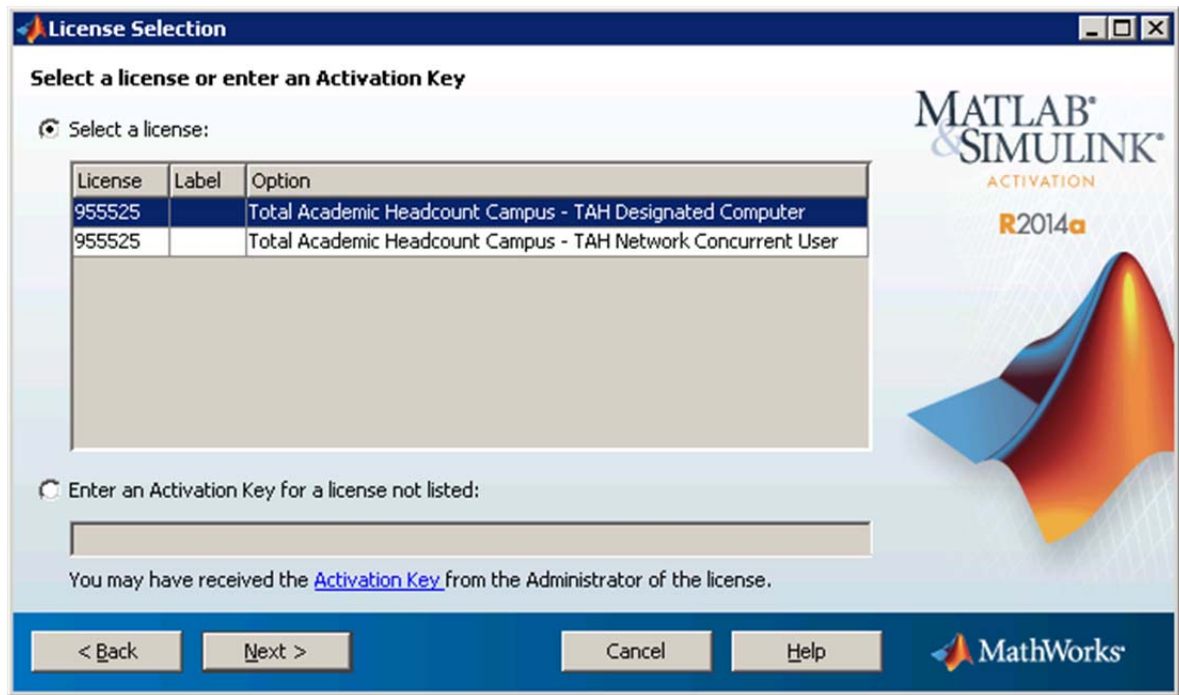 License Selection
Select a license or enter an Activation Key
Select a license:
License Label Option
955525 Total Academic Headcount Campus - TAH Designated Computer
955525 Total Academic Headcount Campus - TAH Network Concurrent User
Enter an Activation Key for a license not listed:
You may have received the Activation Key from the Administrator of the license.
MATLAB®
&SIMULINK®
ACTIVATION
R2014a
< Back
Next >
Cancel
Help
MathWorks®